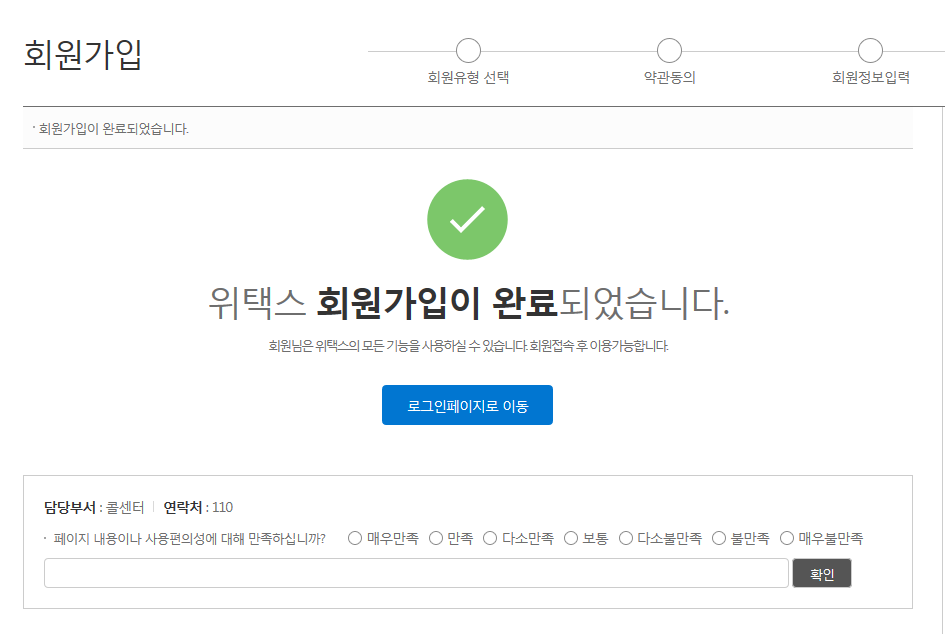 회원가입
회원유형 선택 약관동의 회원정보입력
· 회원가입이 완료되었습니다.
위택스 회원가입이 완료되었습니다.
회원님은 위택스의 모든 기능을 사용하실 수 있습니다. 회원접속 후 이용가능합니다.
로그인페이지로 이동
담당부서 : 콜센터 | 연락처 : 110
· 페이지 내용이나 사용편의성에 대해 만족하십니까? 매우만족 만족 다소만족 보통 다소불만족 불만족 매우불만족
확인